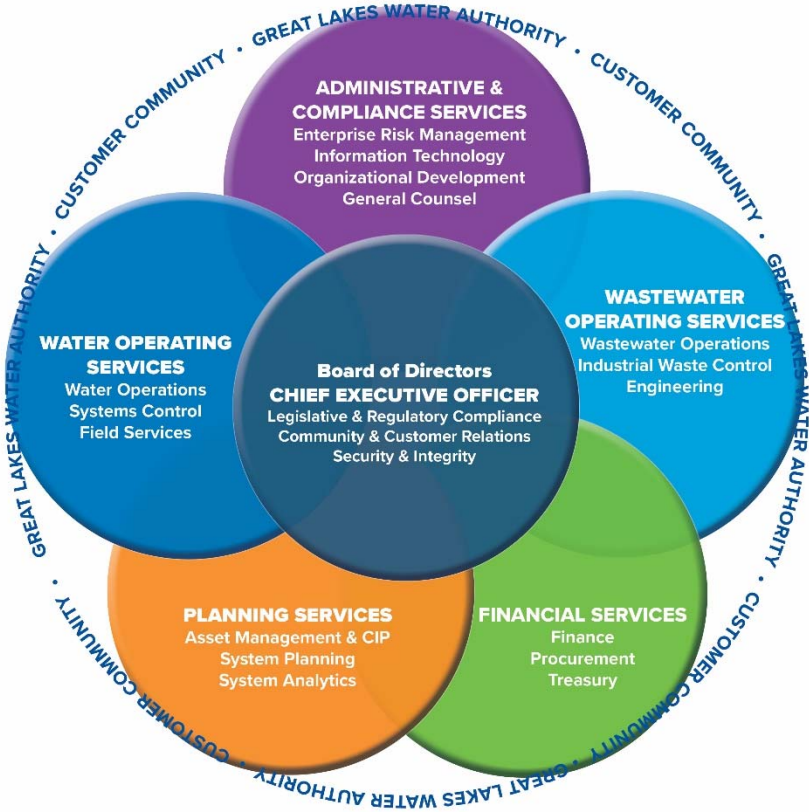 GREAT LAKES WATER AUTHORITY • CUSTOMER COMMUNITY • GREAT LAKES WATER AUTHORITY • CUSTOMER COMMUNITY • GREAT LAKES WATER AUTHORITY • CUSTOMER COMMUNITY • GREAT LAKES WATER AUTHORITY • CUSTOMER COMMUNITY •
ADMINISTRATIVE &
COMPLIANCE SERVICES
Enterprise Risk Management
Information Technology
Organizational Development
General Counsel
WATER OPERATING
SERVICES
Water Operations
Systems Control
Field Services
Board of Directors
CHIEF EXECUTIVE OFFICER
Legislative & Regulatory Compliance
Community & Customer Relations
Security & Integrity
WASTEWATER
OPERATING SERVICES
Wastewater Operations
Industrial Waste Control
Engineering
PLANNING SERVICES
Asset Management & CIP
System Planning
System Analytics
FINANCIAL SERVICES
Finance
Procurement
Treasury